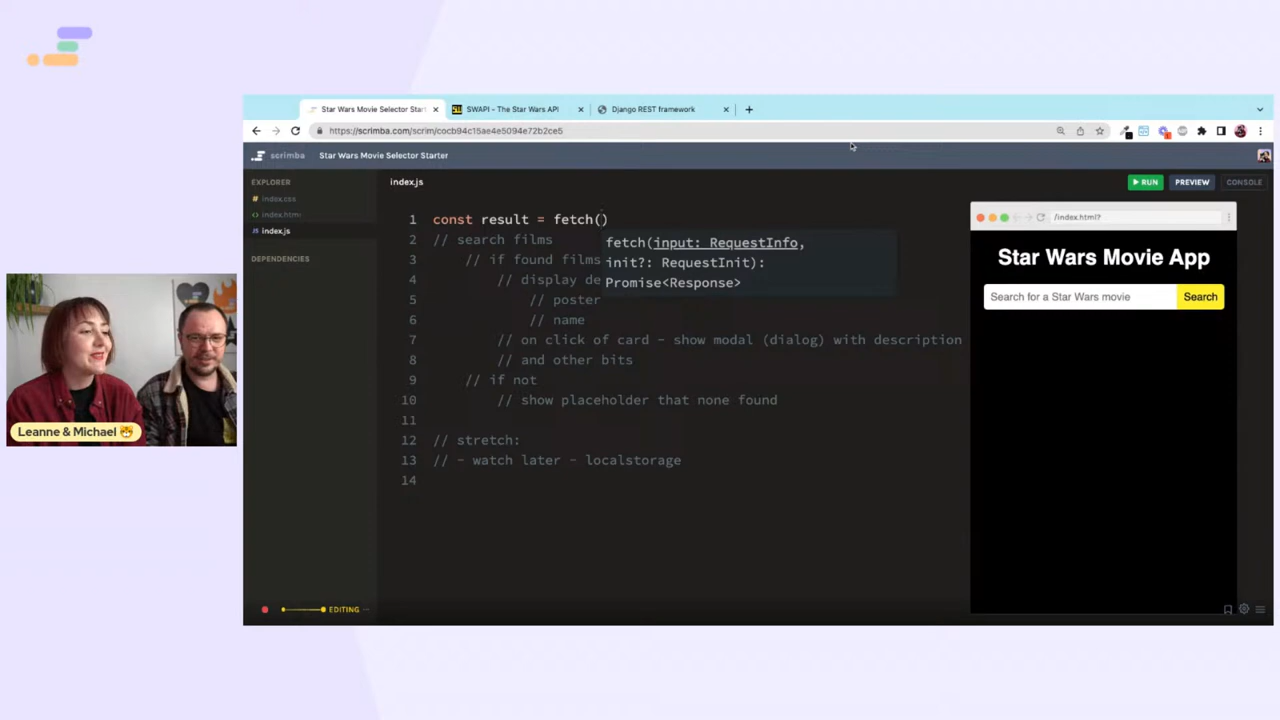 Star Wars Movie Selector Star
SWAPI - The Star Wars API
Django REST framework
https://scrimba.com/scrim/cocb94c15ae4e5094e72b2ce5
scrimba
Star Wars Movie Selector Starter
EXPLORER
index.css
index.html
index.js
DEPENDENCIES
index.js
RUN
PREVIEW
CONSOLE
1 const result = fetch()
2 // search films
3 // if found films
4 // display de
5 // poster
6 // name
7 // on click of card - show modal (dialog) with description
8 // and other bits
9 // if not
10 // show placeholder that none found
11
12 // stretch:
13 // - watch later - localstorage
14
fetch(input: RequestInfo,
init?: RequestInit):
Promise<Response>
/index.html?
Star Wars Movie App
Search for a Star Wars movie
Search
Leanne & Michael
EDITING